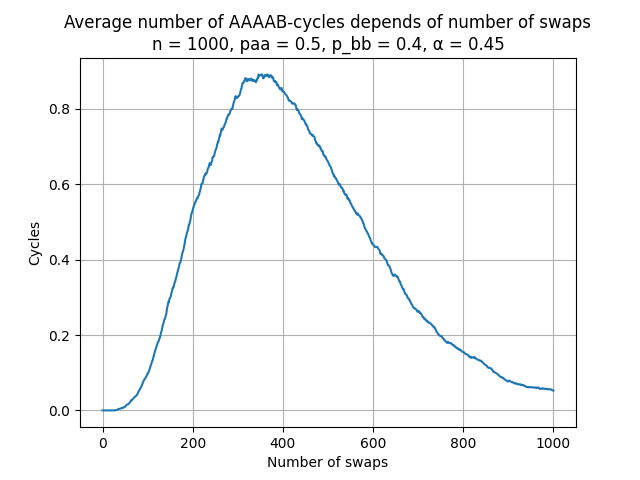 Average number of AAAAB-cycles depends of number of swaps
n = 1000, paa = 0.5, p_bb = 0.4, α = 0.45
0.8
0.6
0.4
0.2
0.0
Cycles
0 200 400 600 800 1000
Number of swaps